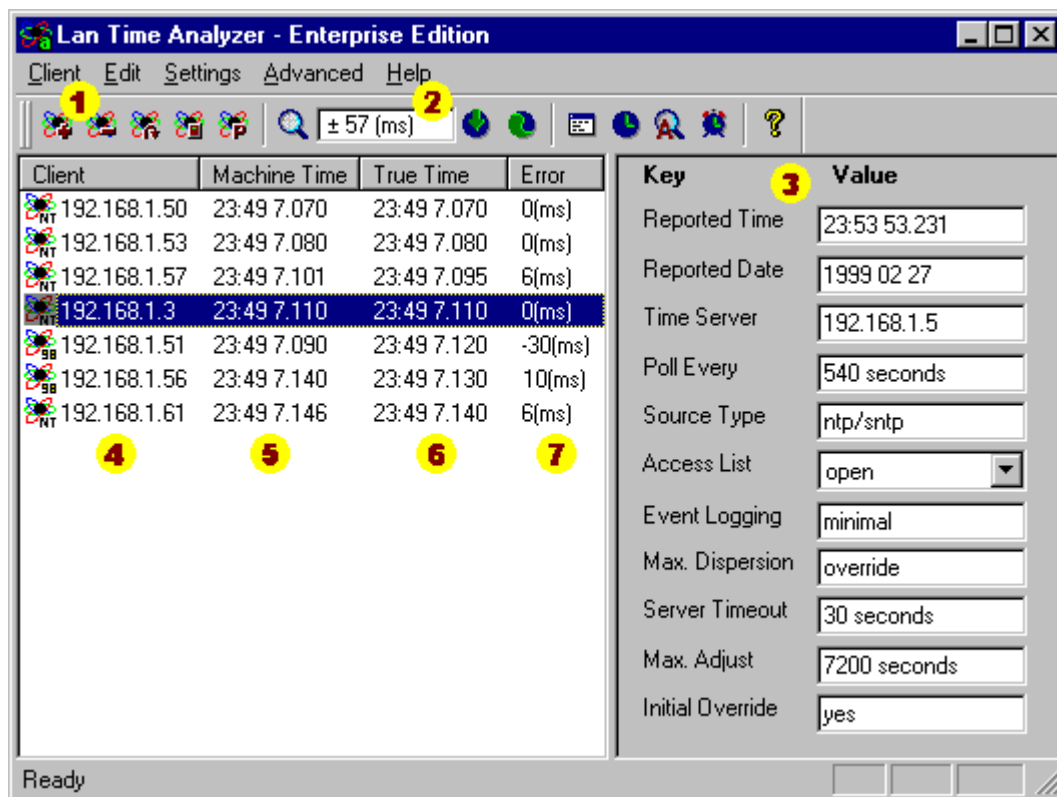 Lan Time Analyzer - Enterprise Edition
Client Edit Settings Advanced Help
1 2
± 57 (ms)
Client Machine Time True Time Error
192.168.1.50 23:49 7.070 23:49 7.070 0(ms)
192.168.1.53 23:49 7.080 23:49 7.080 0(ms)
192.168.1.57 23:49 7.101 23:49 7.095 6(ms)
192.168.1.3 23:49 7.110 23:49 7.110 0(ms)
192.168.1.51 23:49 7.090 23:49 7.120 -30(ms)
192.168.1.56 23:49 7.140 23:49 7.130 10(ms)
192.168.1.61 23:49 7.146 23:49 7.140 6(ms)
4 5 6 7
Key 3 Value
Reported Time 23:53 53.231
Reported Date 1999 02 27
Time Server 192.168.1.5
Poll Every 540 seconds
Source Type ntp/sntp
Access List open
Event Logging minimal
Max. Dispersion override
Server Timeout 30 seconds
Max. Adjust 7200 seconds
Initial Override yes
Ready